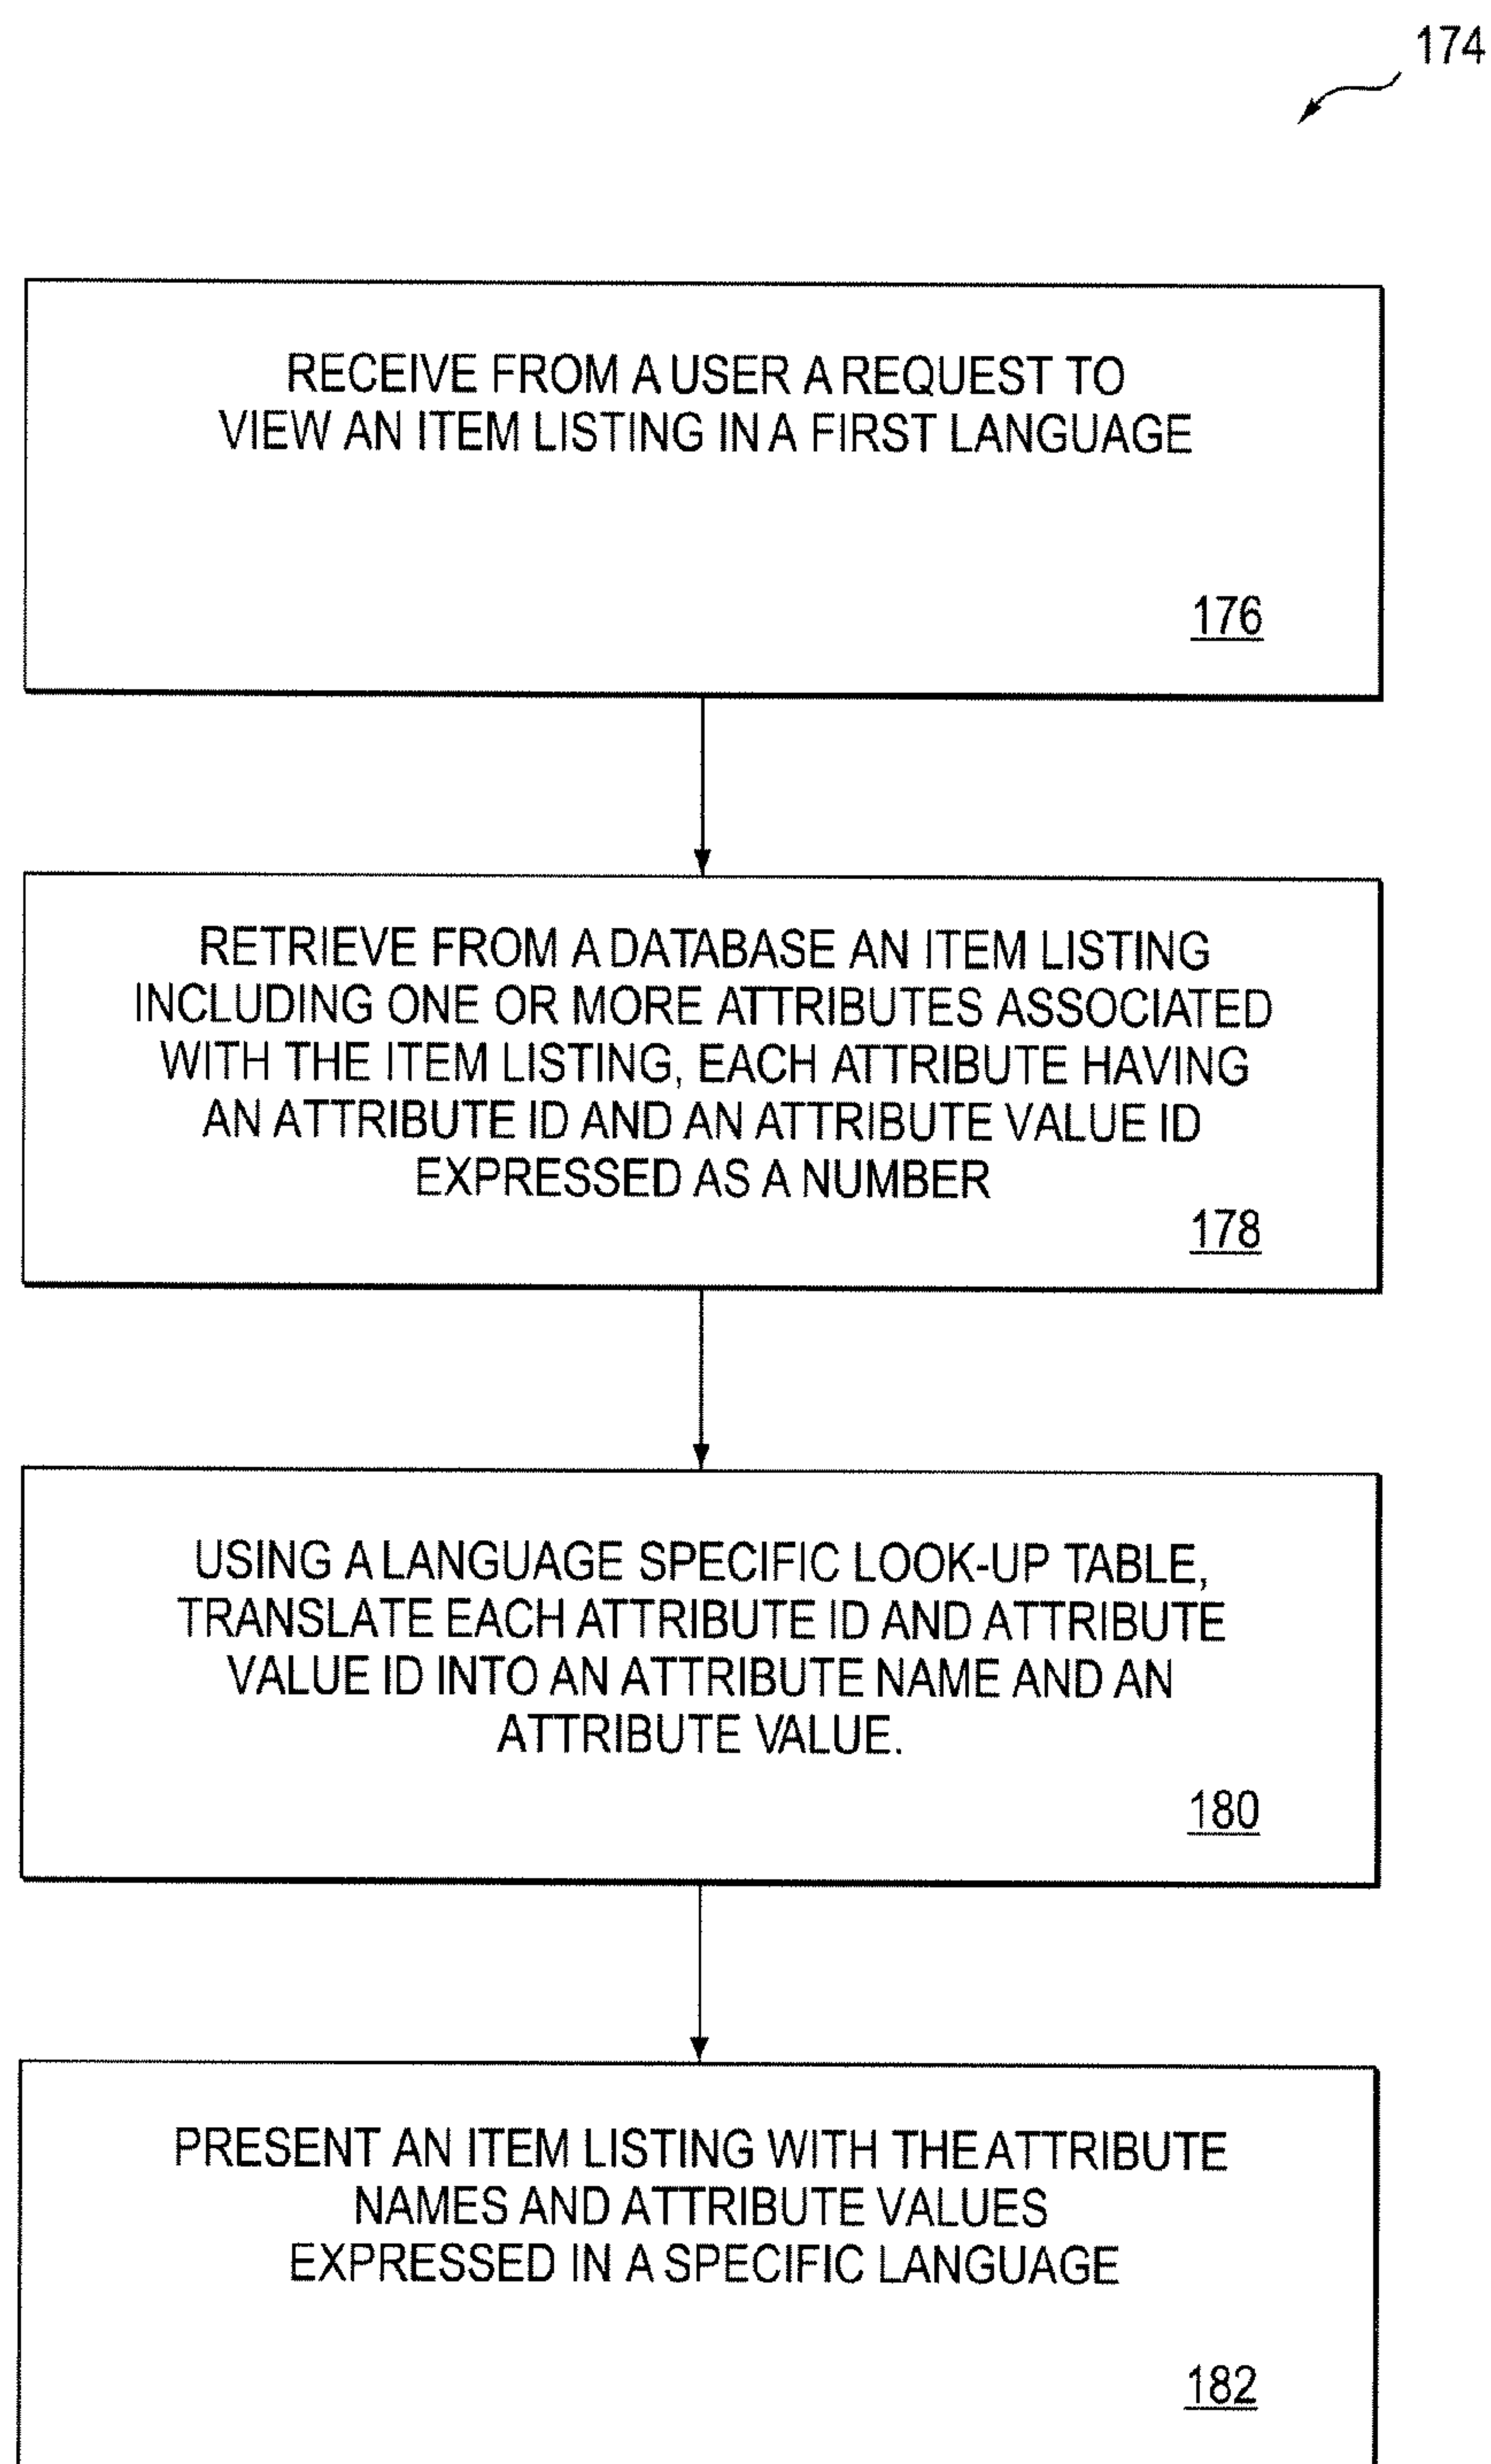 174
RECEIVE FROM A USER A REQUEST TO
VIEW AN ITEM LISTING IN A FIRST LANGUAGE
176
RETRIEVE FROM A DATABASE AN ITEM LISTING
INCLUDING ONE OR MORE ATTRIBUTES ASSOCIATED
WITH THE ITEM LISTING, EACH ATTRIBUTE HAVING
AN ATTRIBUTE ID AND AN ATTRIBUTE VALUE ID
EXPRESSED AS A NUMBER
178
USING A LANGUAGE SPECIFIC LOOK-UP TABLE,
TRANSLATE EACH ATTRIBUTE ID AND ATTRIBUTE
VALUE ID INTO AN ATTRIBUTE NAME AND AN
ATTRIBUTE VALUE.
180
PRESENT AN ITEM LISTING WITH THE ATTRIBUTE
NAMES AND ATTRIBUTE VALUES
EXPRESSED IN A SPECIFIC LANGUAGE
182